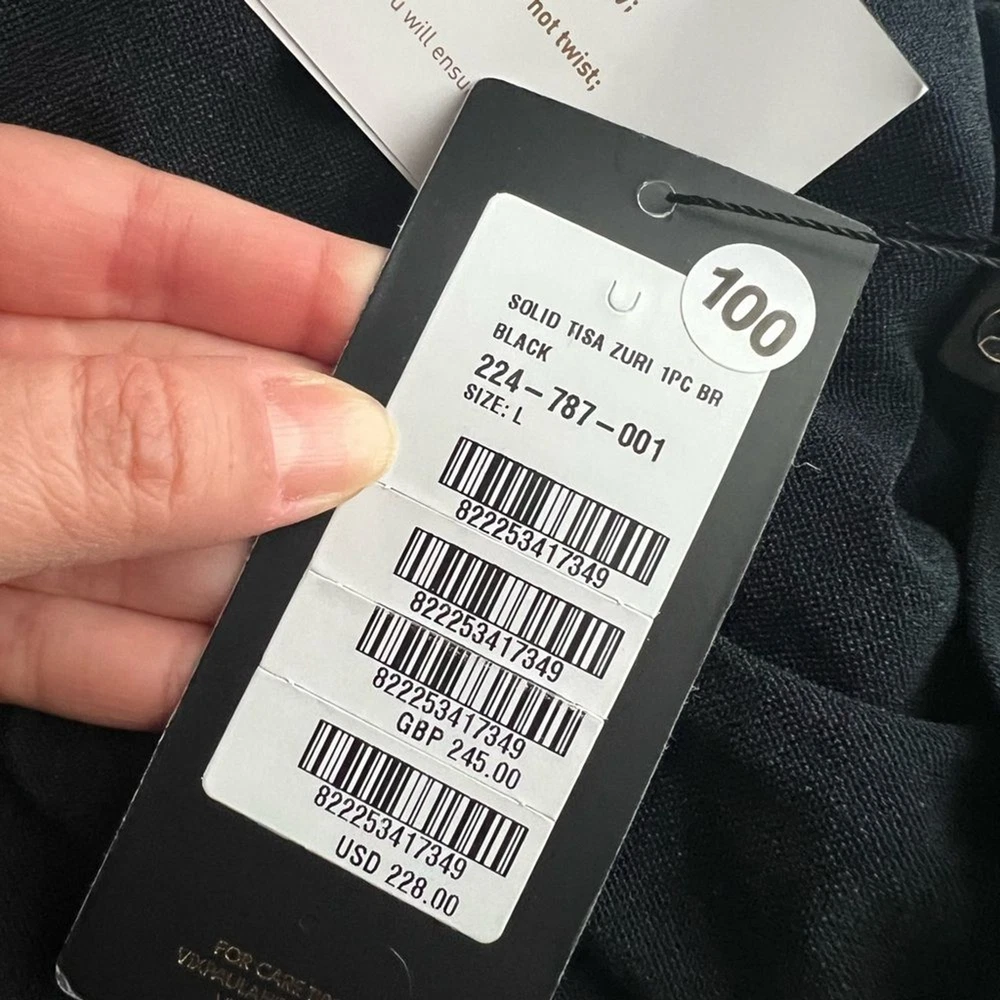 not twist;
u will ensu
100
SOLID TISA ZURI 1PC BR
BLACK
224-787-001
SIZE: L
822253417349
822253417349
822253417349
GBP 245.00
822253417349
USD 228.00
FOR CARE